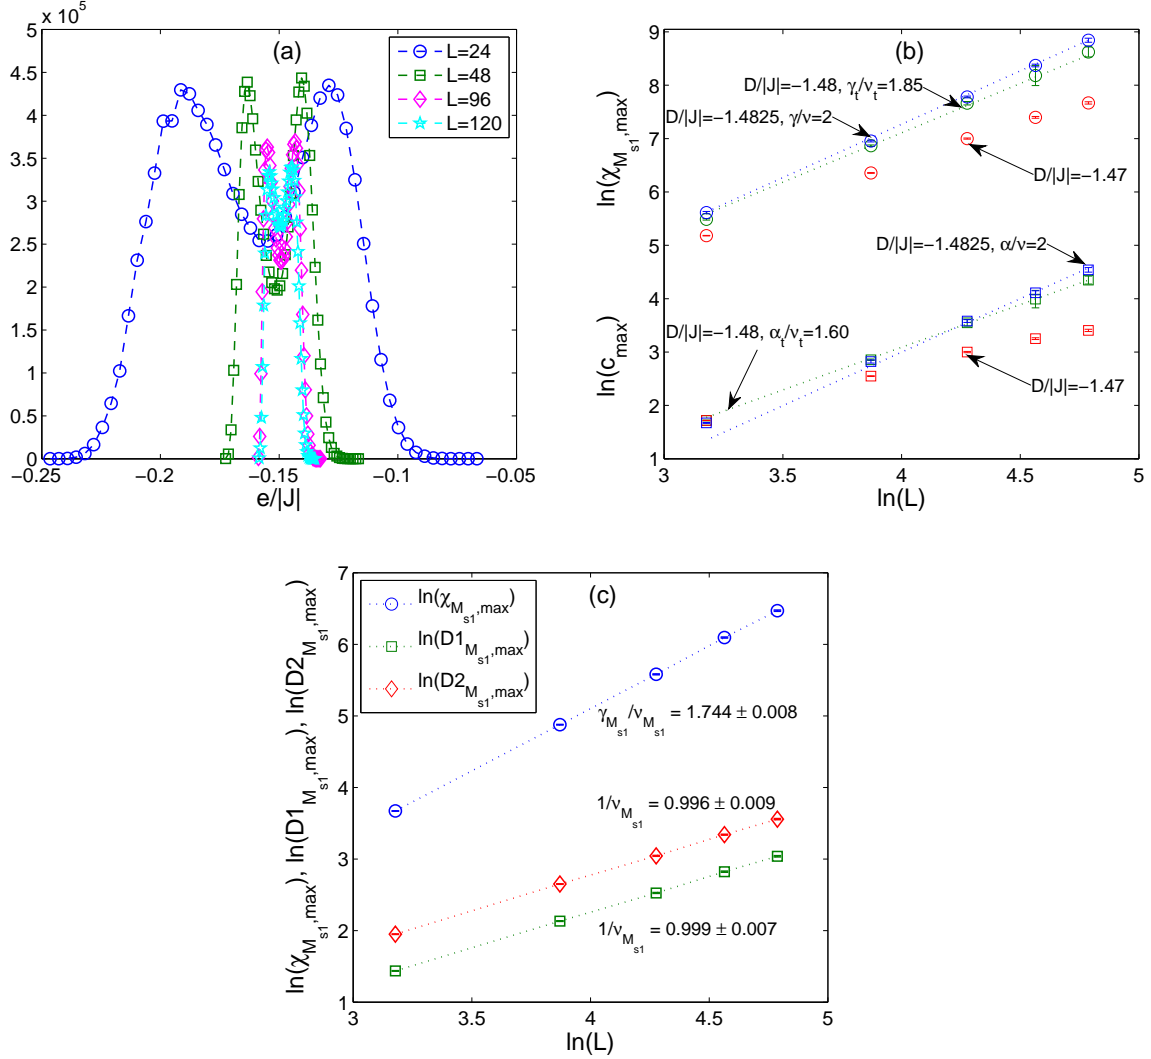 x 10⁵
5
4.5
4
3.5
3
2.5
2
1.5
1
0.5
0
−0.25
−0.2
−0.15
−0.1
−0.05
e/|J|
(a)
L=24
L=48
L=96
L=120
9
8
7
6
5
4
3
2
1
3
3.5
4
4.5
5
ln(L)
ln(χ_{M_{s1},max})
ln(c_{max})
(b)
D/|J|=−1.48, γ_t/ν_t=1.85
D/|J|=−1.4825, γ/ν=2
D/|J|=−1.47
D/|J|=−1.4825, α/ν=2
D/|J|=−1.48, α_t/ν_t=1.60
D/|J|=−1.47
7
6
5
4
3
2
1
3
3.5
4
4.5
5
ln(L)
ln(χ_{M_{s1},max}), ln(D1_{M_{s1},max}), ln(D2_{M_{s1},max})
(c)
ln(χ_{M_{s1},max})
ln(D1_{M_{s1},max})
ln(D2_{M_{s1},max})
γ_{M_{s1}}/ν_{M_{s1}} = 1.744 ± 0.008
1/ν_{M_{s1}} = 0.996 ± 0.009
1/ν_{M_{s1}} = 0.999 ± 0.007